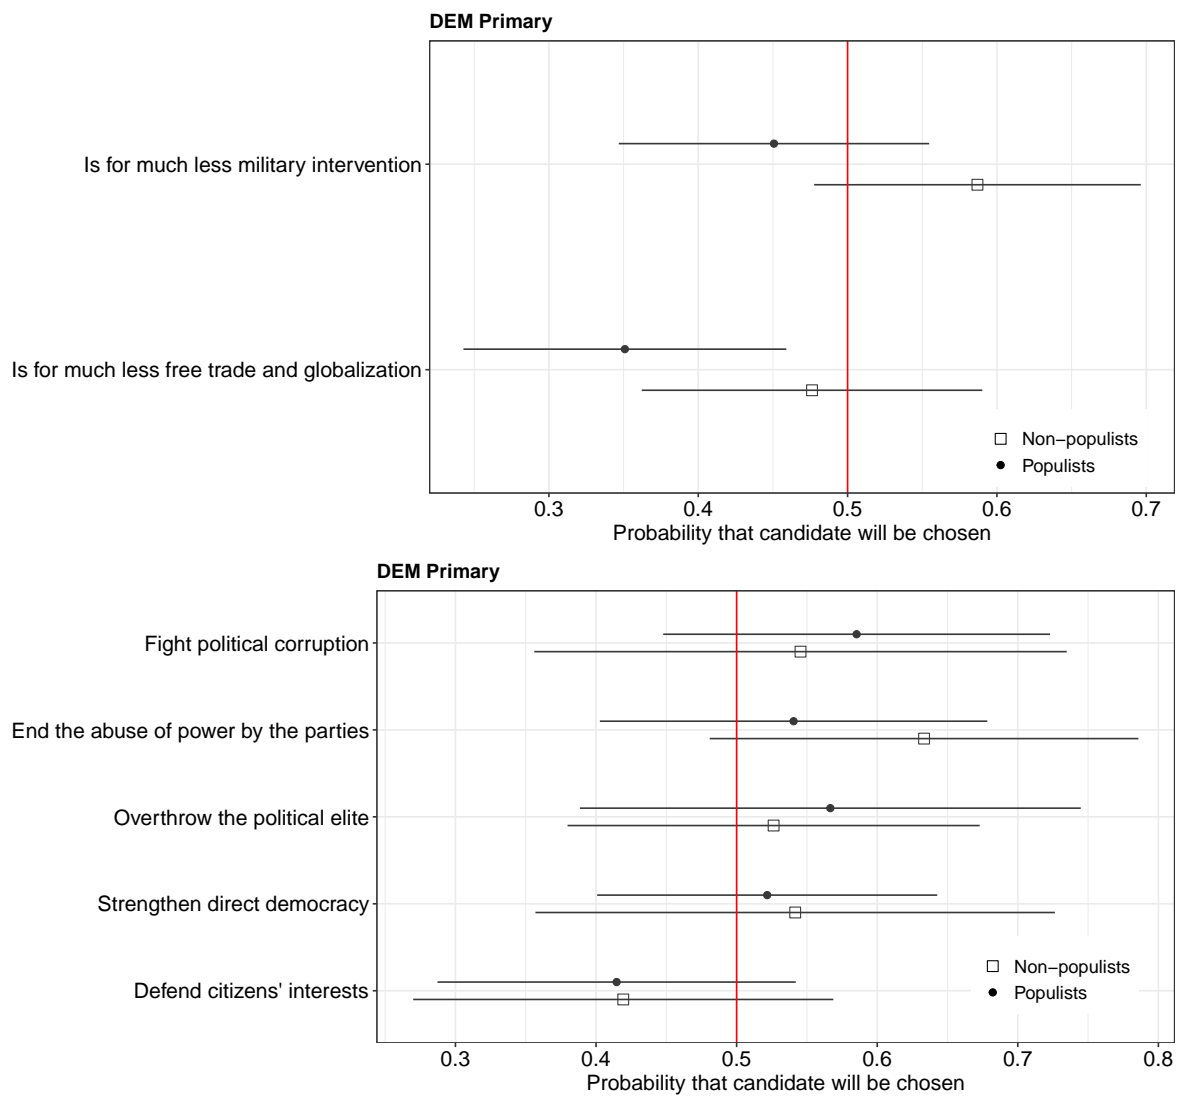 DEM Primary
Is for much less military intervention
Is for much less free trade and globalization
Non−populists
Populists
0.3 0.4 0.5 0.6 0.7
Probability that candidate will be chosen
DEM Primary
Fight political corruption
End the abuse of power by the parties
Overthrow the political elite
Strengthen direct democracy
Defend citizens' interests
Non−populists
Populists
0.3 0.4 0.5 0.6 0.7 0.8
Probability that candidate will be chosen